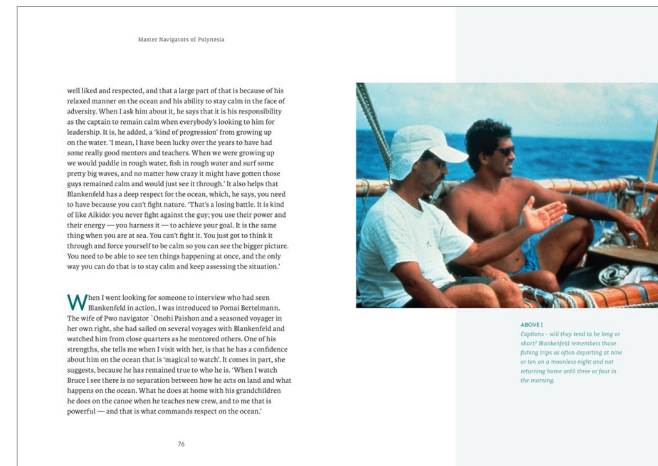 Master Navigators of Polynesia
well liked and respected, and that a large part of that is because of his
relaxed manner on the ocean and his ability to stay calm in the face of
adversity. When I ask him about it, he says that it is his responsibility
as the captain to remain calm when everybody's looking to him for
leadership. It is, he added, a 'kind of progression' from growing up
on the water. 'I mean, I have been lucky over the years to have had
some really good mentors and teachers. When we were growing up
we would paddle in rough water, fish in rough water and surf some
pretty big waves, and no matter how crazy it might have gotten those
guys remained calm and would just see it through.' It also helps that
Blankenfeld has a deep respect for the ocean, which, he says, you need
to have because you can't fight nature. 'That's a losing battle. It is kind
of like Aikido: you never fight against the guy; you use their power and
their energy — you harness it — to achieve your goal. It is the same
thing when you are at sea. You can't fight it. You just got to think it
through and force yourself to be calm so you can see the bigger picture.
You need to be able to see ten things happening at once, and the only
way you can do that is to stay calm and keep assessing the situation.'
When I went looking for someone to interview who had seen
Blankenfeld in action, I was introduced to Pomai Bertelmann.
The wife of Pwo navigator `Onohi Paishon and a seasoned voyager in
her own right, she had sailed on several voyages with Blankenfeld and
watched him from close quarters as he mentored others. One of his
strengths, she tells me when I visit with her, is that he has a confidence
about him on the ocean that is 'magical to watch'. It comes in part, she
suggests, because he has remained true to who he is. 'When I watch
Bruce I see there is no separation between how he acts on land and what
happens on the ocean. What he does at home with his grandchildren
he does on the canoe when he teaches new crew, and to me that is
powerful — and that is what commands respect on the ocean.'
76
ABOVE |
Captions - will they tend to be long or
short? Blankenfeld remembers those
fishing trips as often departing at nine
or ten on a moonless night and not
returning home until three or four in
the morning.